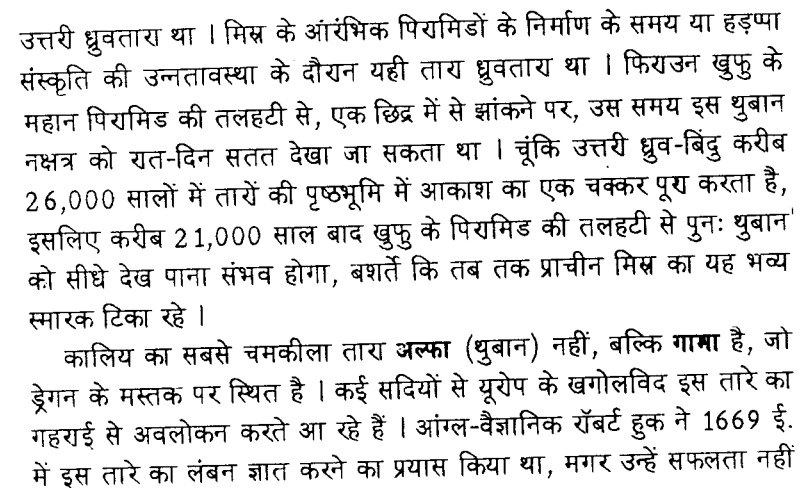 उत्तरी ध्रुवतारा था । मिस्र के आंरंभिक पिरामिडों के निर्माण के समय या हड़प्पा
संस्कृति की उन्नतावस्था के दौरान यही तारा ध्रुवतारा था । फिराउन खुफु के
महान पिरामिड की तलहटी से, एक छिद्र में से झांकने पर, उस समय इस थुबान
नक्षत्र को रात-दिन सतत देखा जा सकता था । चूंकि उत्तरी ध्रुव-बिंदु करीब
26,000 सालों में तारों की पृष्ठभूमि में आकाश का एक चक्कर पूरा करता है,
इसलिए करीब 21,000 साल बाद खुफु के पिरामिड की तलहटी से पुनः थुबान
को सीधे देख पाना संभव होगा, बशर्ते कि तब तक प्राचीन मिस्र का यह भव्य
स्मारक टिका रहे ।
कालिय का सबसे चमकीला तारा अल्फा (थुबान) नहीं, बल्कि गामा है, जो
ड्रेगन के मस्तक पर स्थित है । कई सदियों से यूरोप के खगोलविद इस तारे का
गहराई से अवलोकन करते आ रहे हैं । आंग्ल-वैज्ञानिक रॉबर्ट हुक ने 1669 ई.
में इस तारे का लंबन ज्ञात करने का प्रयास किया था, मगर उन्हें सफलता नहीं